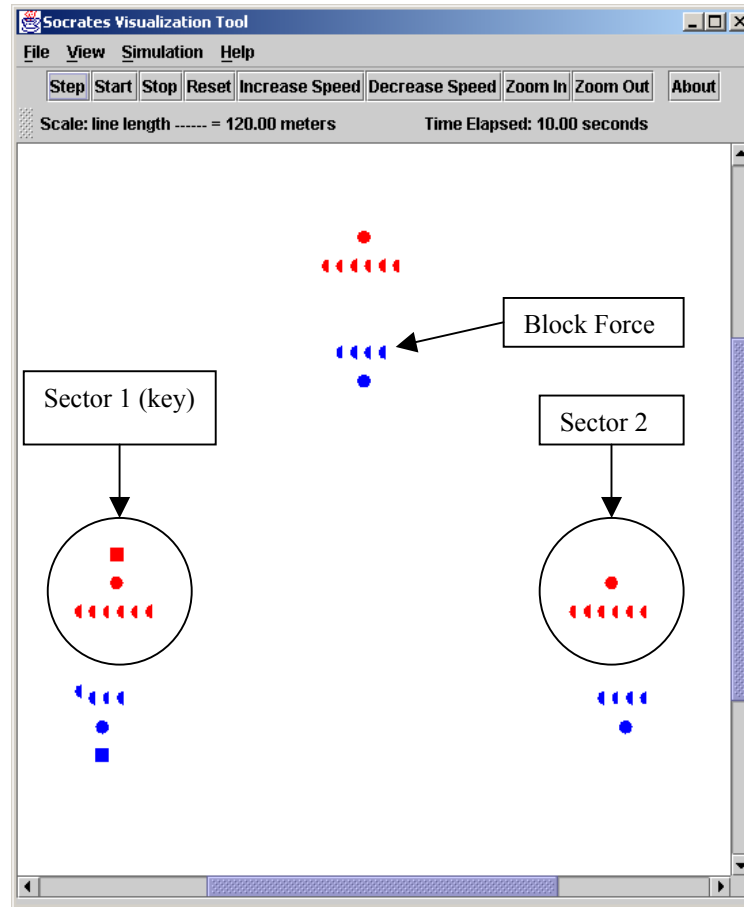 Socrates Visualization Tool
File View Simulation Help
Step Start Stop Reset Increase Speed Decrease Speed Zoom In Zoom Out About
Scale: line length ------ = 120.00 meters Time Elapsed: 10.00 seconds
Block Force
Sector 1 (key)
Sector 2